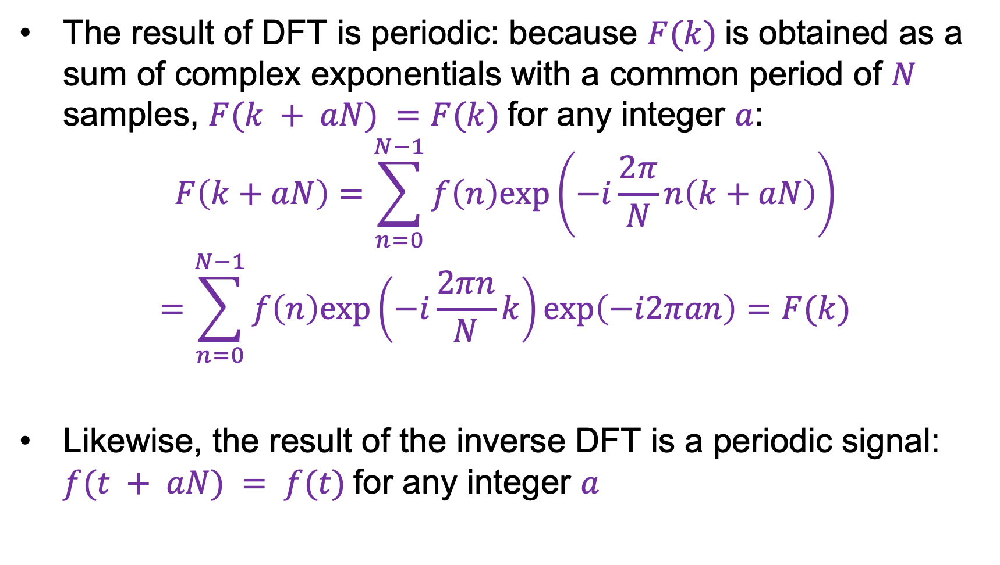 • The result of DFT is periodic: because F(k) is obtained as a
sum of complex exponentials with a common period of N
samples, F(k + aN) = F(k) for any integer a:
F(k + aN) = ∑_{n=0}^{N−1} f(n)exp(−i \frac{2π}{N} n(k + aN))
= ∑_{n=0}^{N−1} f(n)exp(−i \frac{2πn}{N} k) exp(−i2πan) = F(k)
• Likewise, the result of the inverse DFT is a periodic signal:
f(t + aN) = f(t) for any integer a